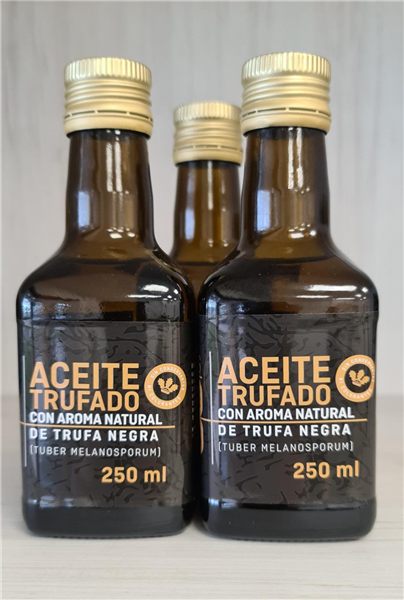 ACEITE
TRUFADO
CON AROMA NATURAL
DE TRUFA NEGRA
(TUBER MELANOSPORUM)
250 ml
ACEITE
TRUFADO
CON AROMA NATURAL
DE TRUFA NEGRA
(TUBER MELANOSPORUM)
250 ml